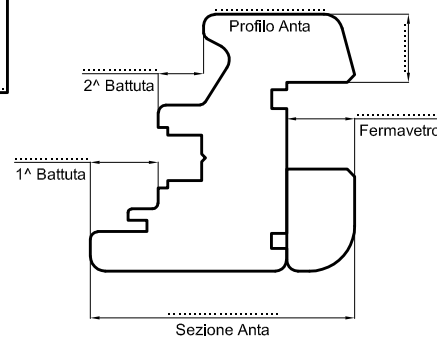 Profilo Anta
2^ Battuta
Fermavetro
1^ Battuta
Sezione Anta